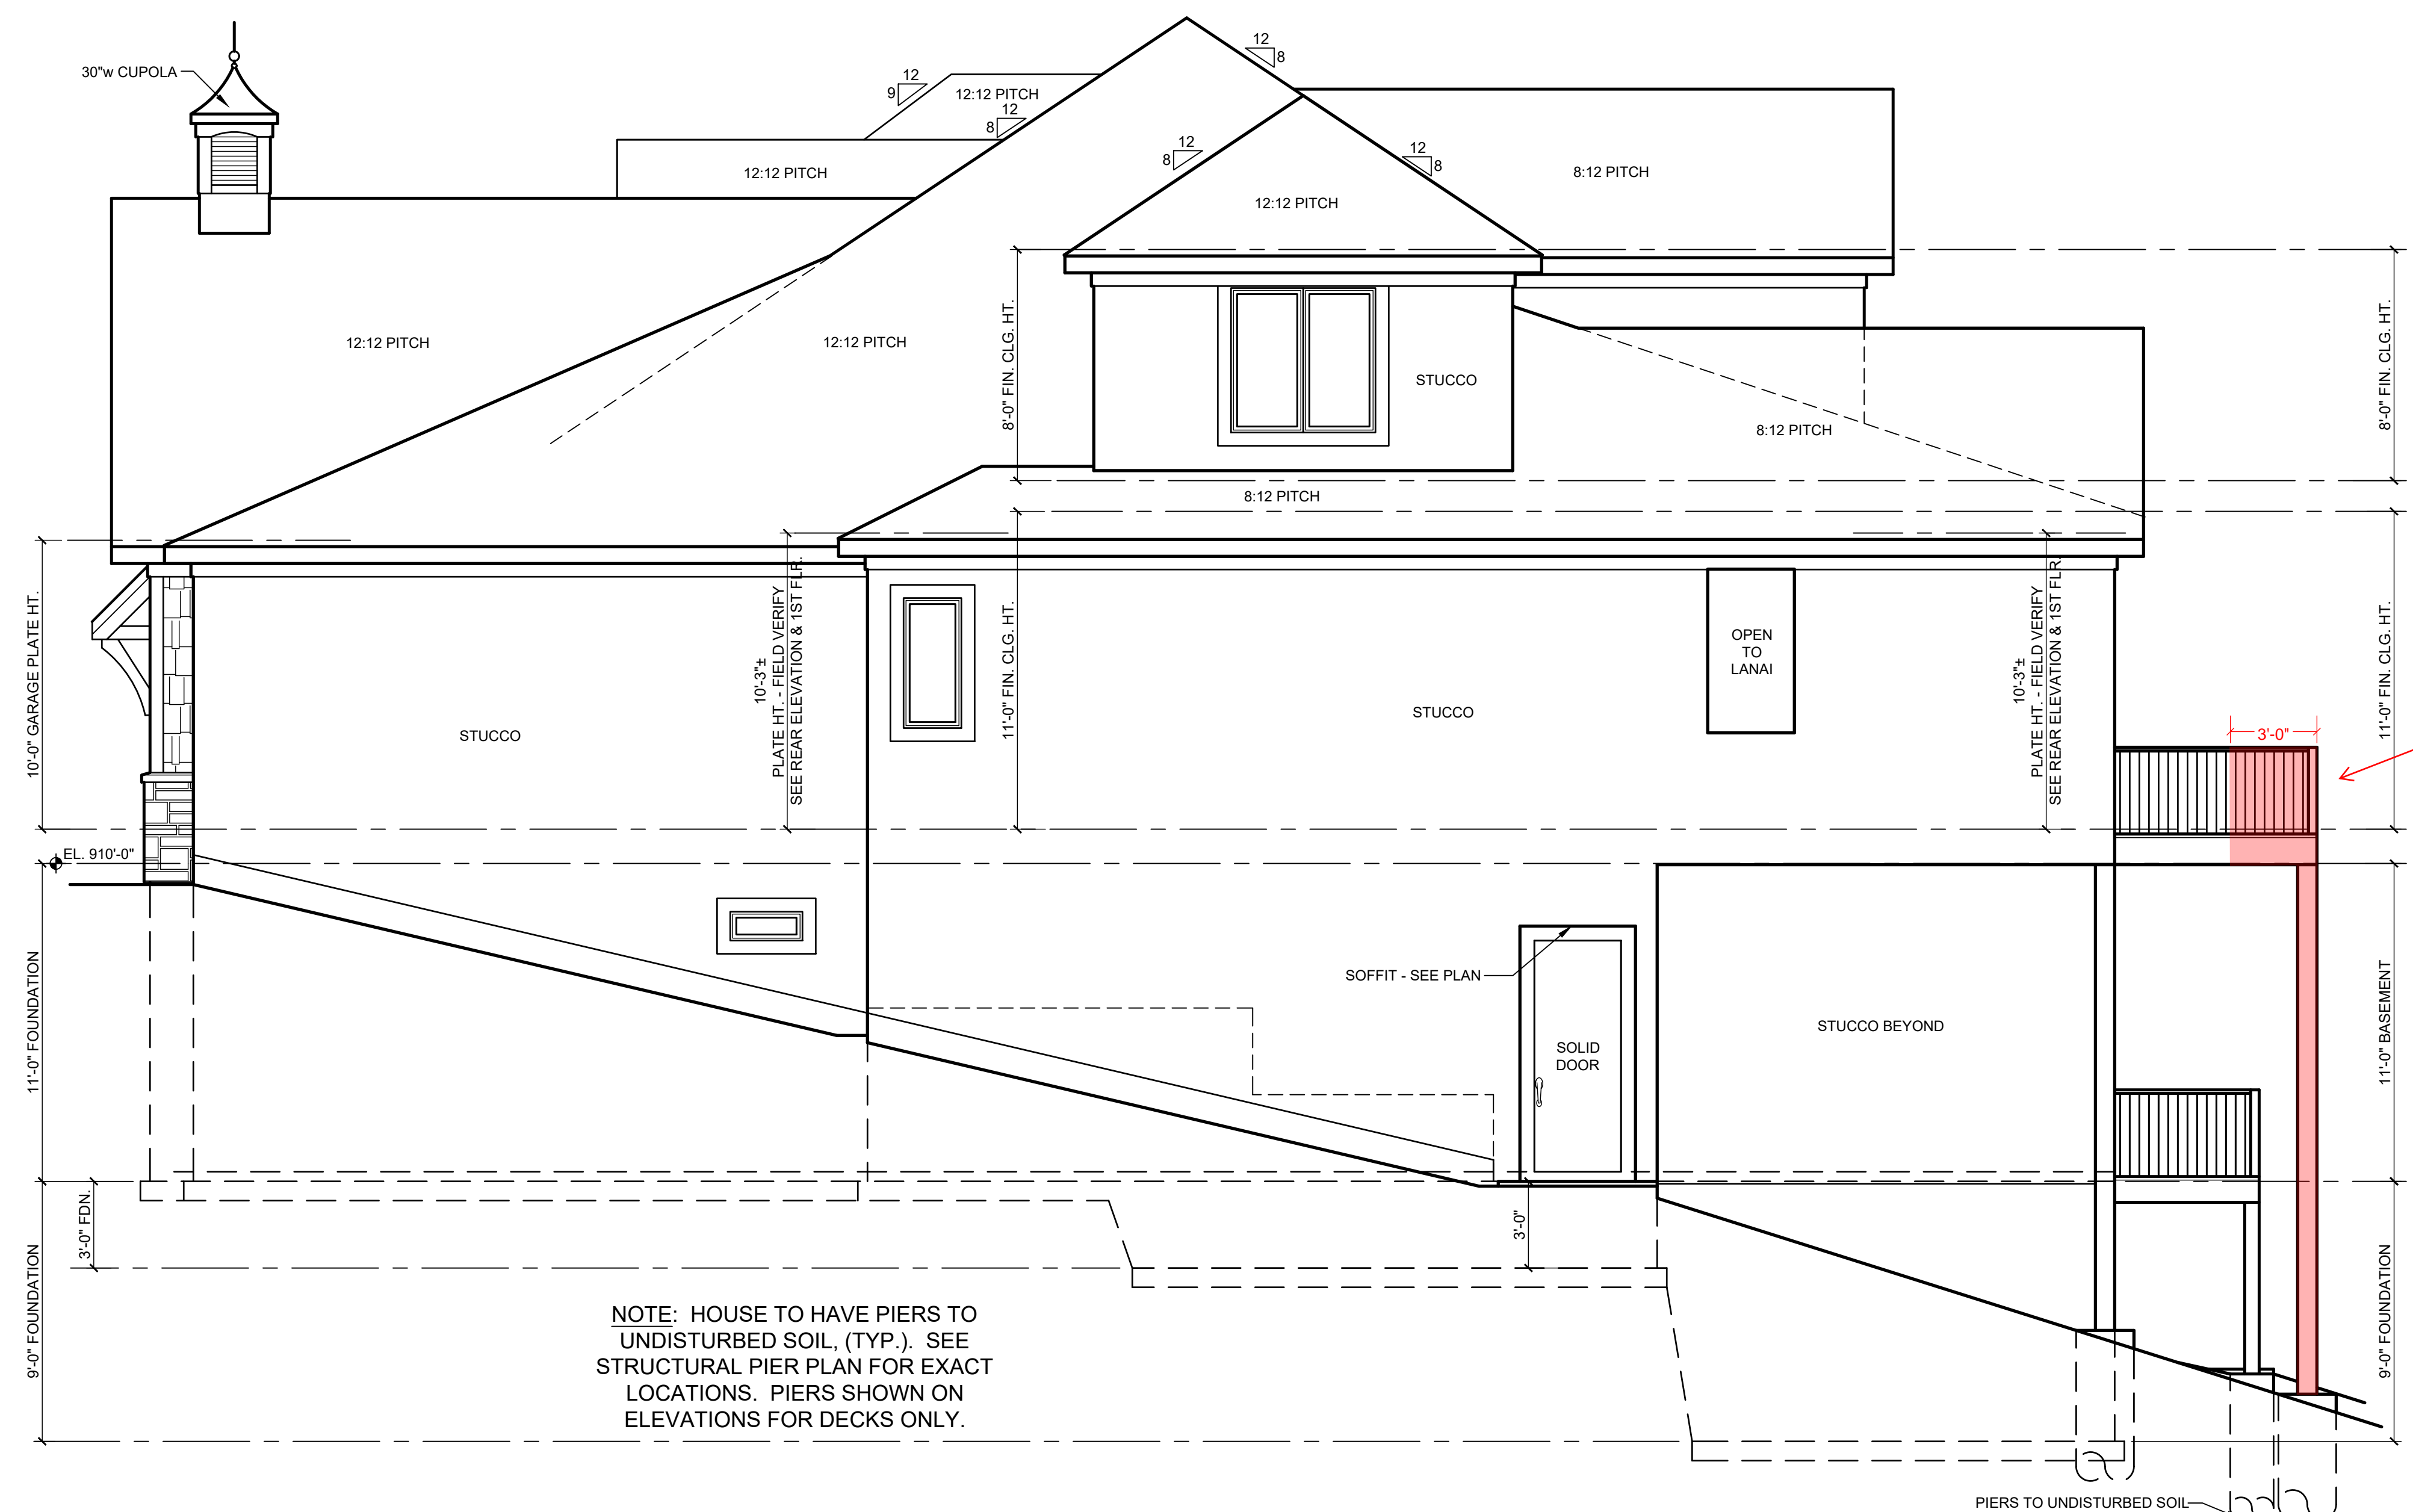 30"w CUPOLA
12
9
12:12 PITCH
12
8
12
8
12:12 PITCH
12
8
12
8
8:12 PITCH
12:12 PITCH
12:12 PITCH
12:12 PITCH
8'-0" FIN. CLG. HT.
STUCCO
8:12 PITCH
8'-0" FIN. CLG. HT.
8:12 PITCH
10'-0" GARAGE PLATE HT.
STUCCO
10'-3"±
PLATE HT. - FIELD VERIFY
SEE REAR ELEVATION & 1ST FLR.
11'-0" FIN. CLG. HT.
STUCCO
OPEN
TO
LANAI
10'-3"±
PLATE HT. - FIELD VERIFY
SEE REAR ELEVATION & 1ST FLR.
11'-0" FIN. CLG. HT.
3'-0"
EL. 910'-0"
11'-0" FOUNDATION
SOFFIT - SEE PLAN
SOLID
DOOR
STUCCO BEYOND
11'-0" BASEMENT
3'-0" FDN.
3'-0"
9'-0" FOUNDATION
NOTE: HOUSE TO HAVE PIERS TO
UNDISTURBED SOIL, (TYP.). SEE
STRUCTURAL PIER PLAN FOR EXACT
LOCATIONS. PIERS SHOWN ON
ELEVATIONS FOR DECKS ONLY.
9'-0" FOUNDATION
PIERS TO UNDISTURBED SOIL